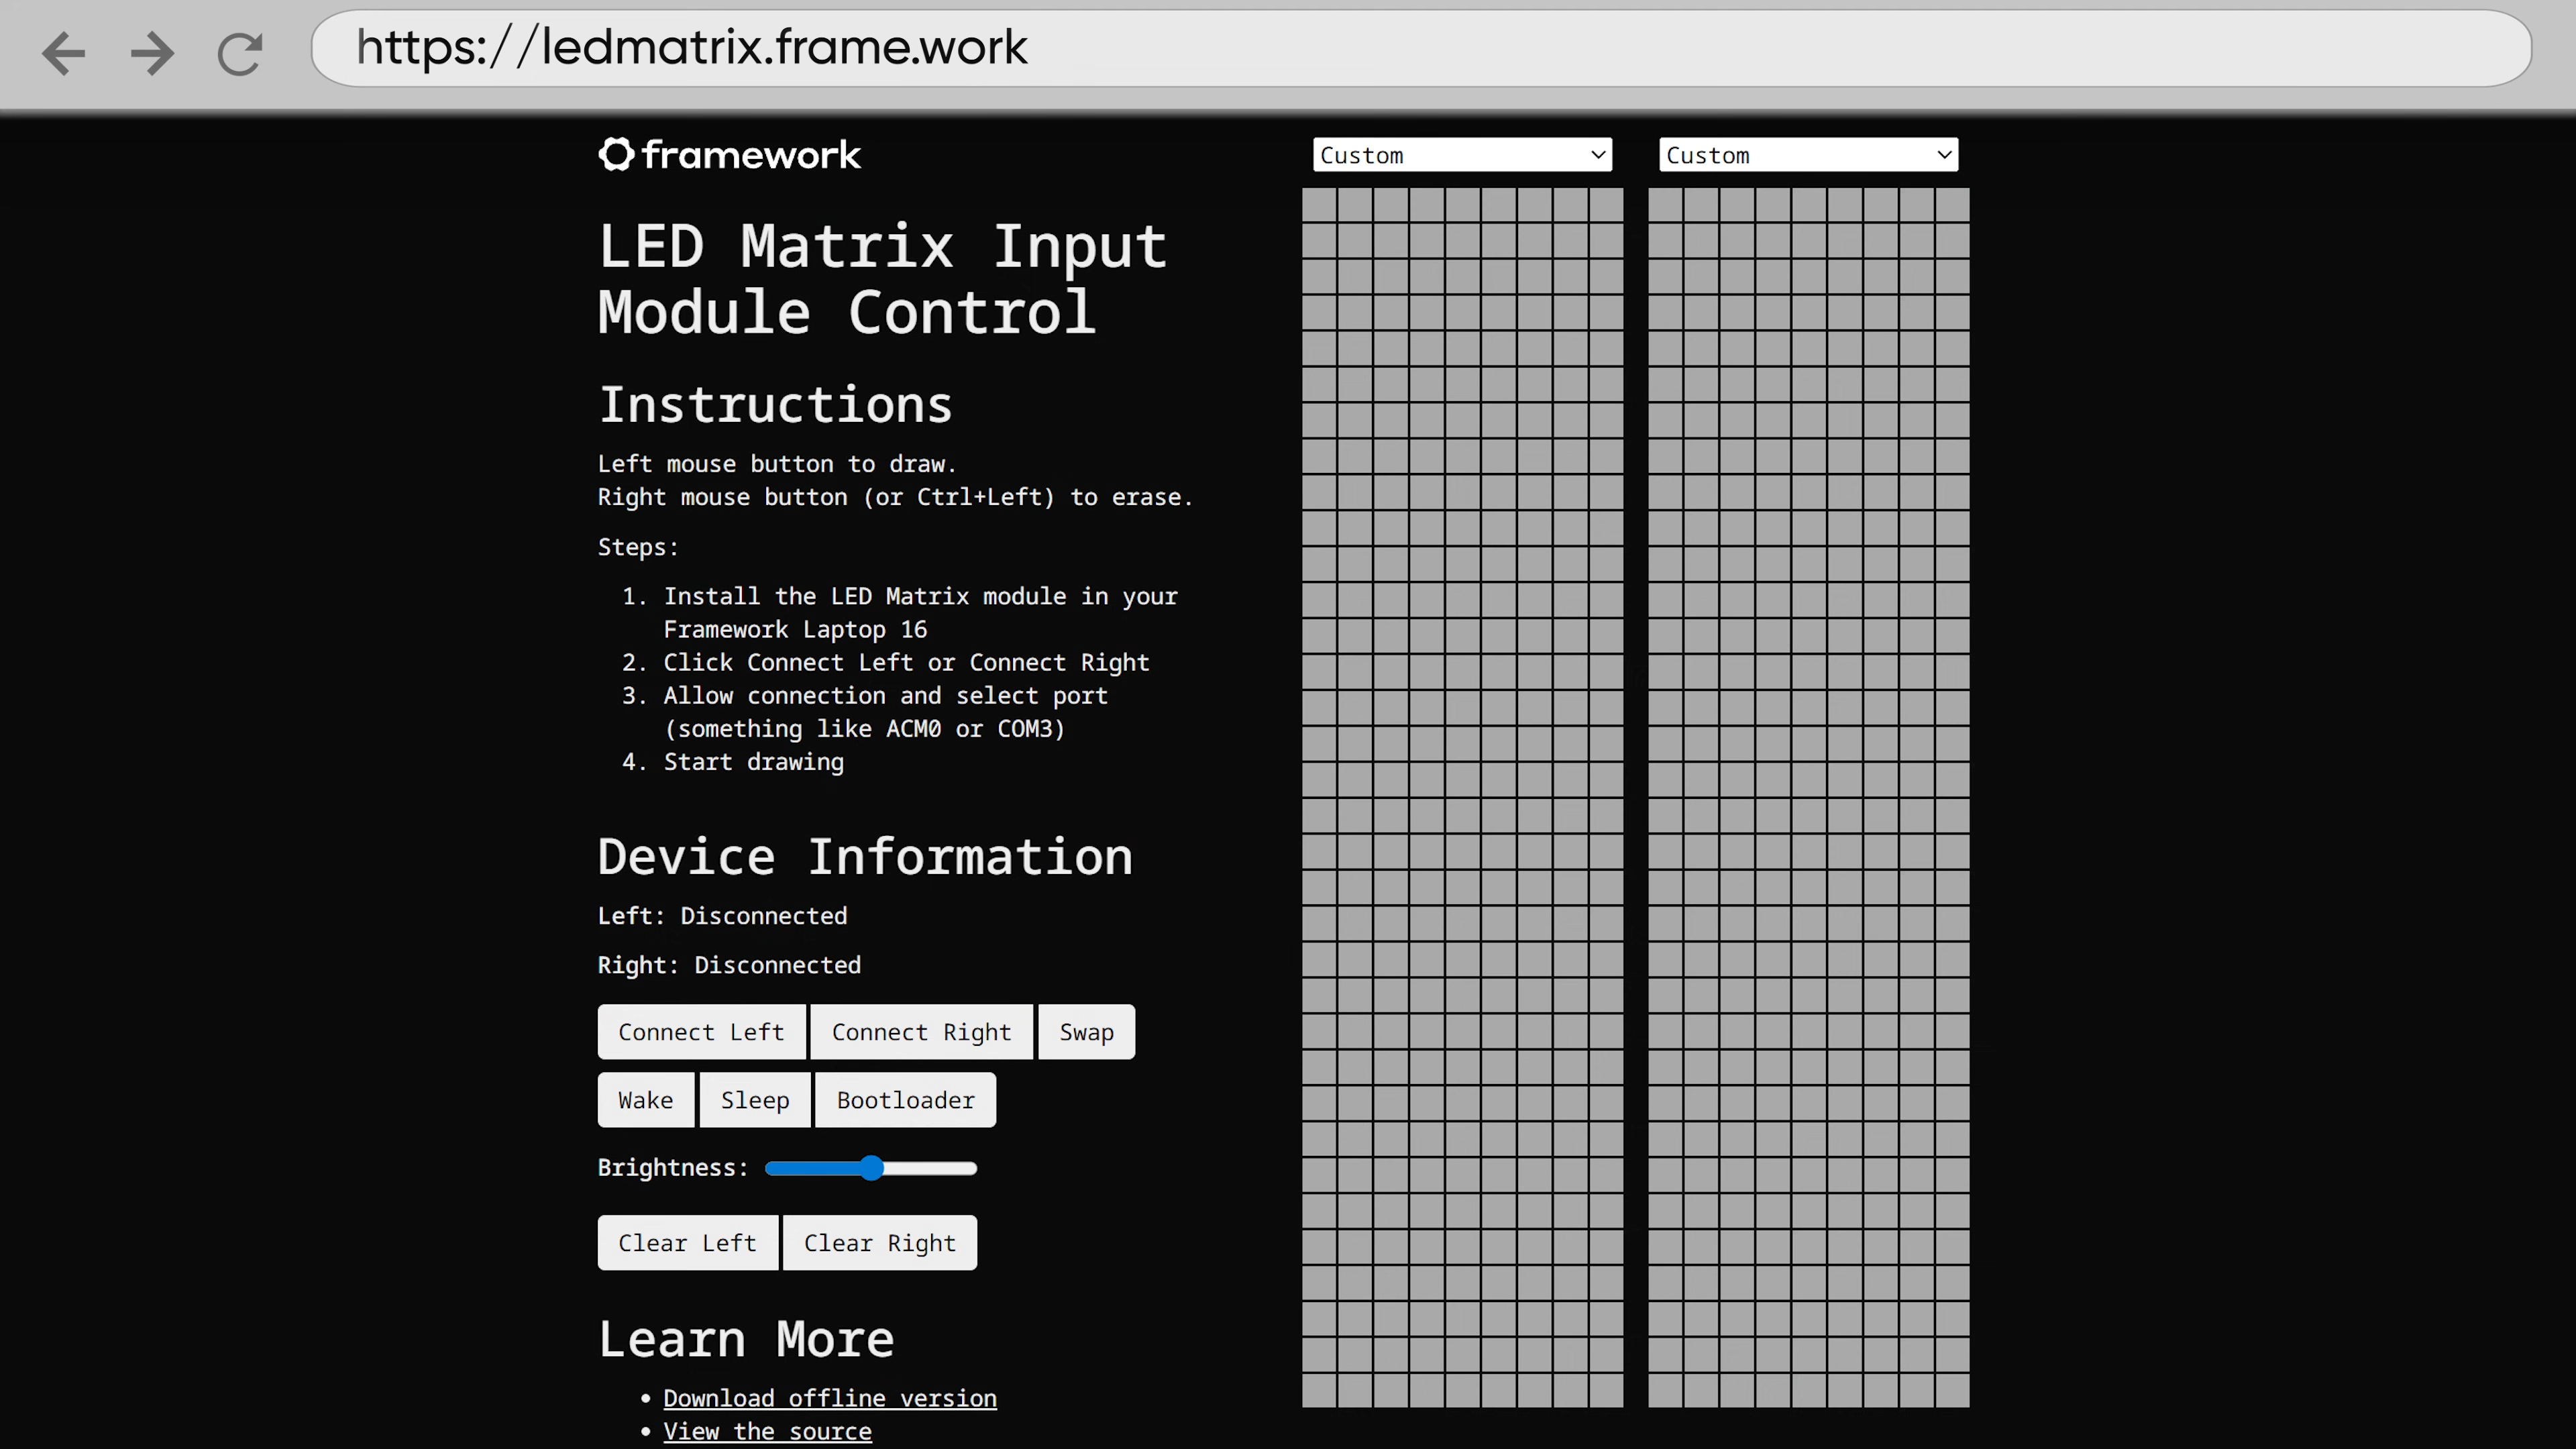 https://ledmatrix.frame.work
framework
LED Matrix Input
Module Control
Instructions
Left mouse button to draw.
Right mouse button (or Ctrl+Left) to erase.
Steps:
1. Install the LED Matrix module in your
Framework Laptop 16
2. Click Connect Left or Connect Right
3. Allow connection and select port
(something like ACM0 or COM3)
4. Start drawing
Device Information
Left: Disconnected
Right: Disconnected
Connect Left Connect Right Swap
Wake Sleep Bootloader
Brightness:
Clear Left Clear Right
Learn More
• Download offline version
• View the source
Custom Custom